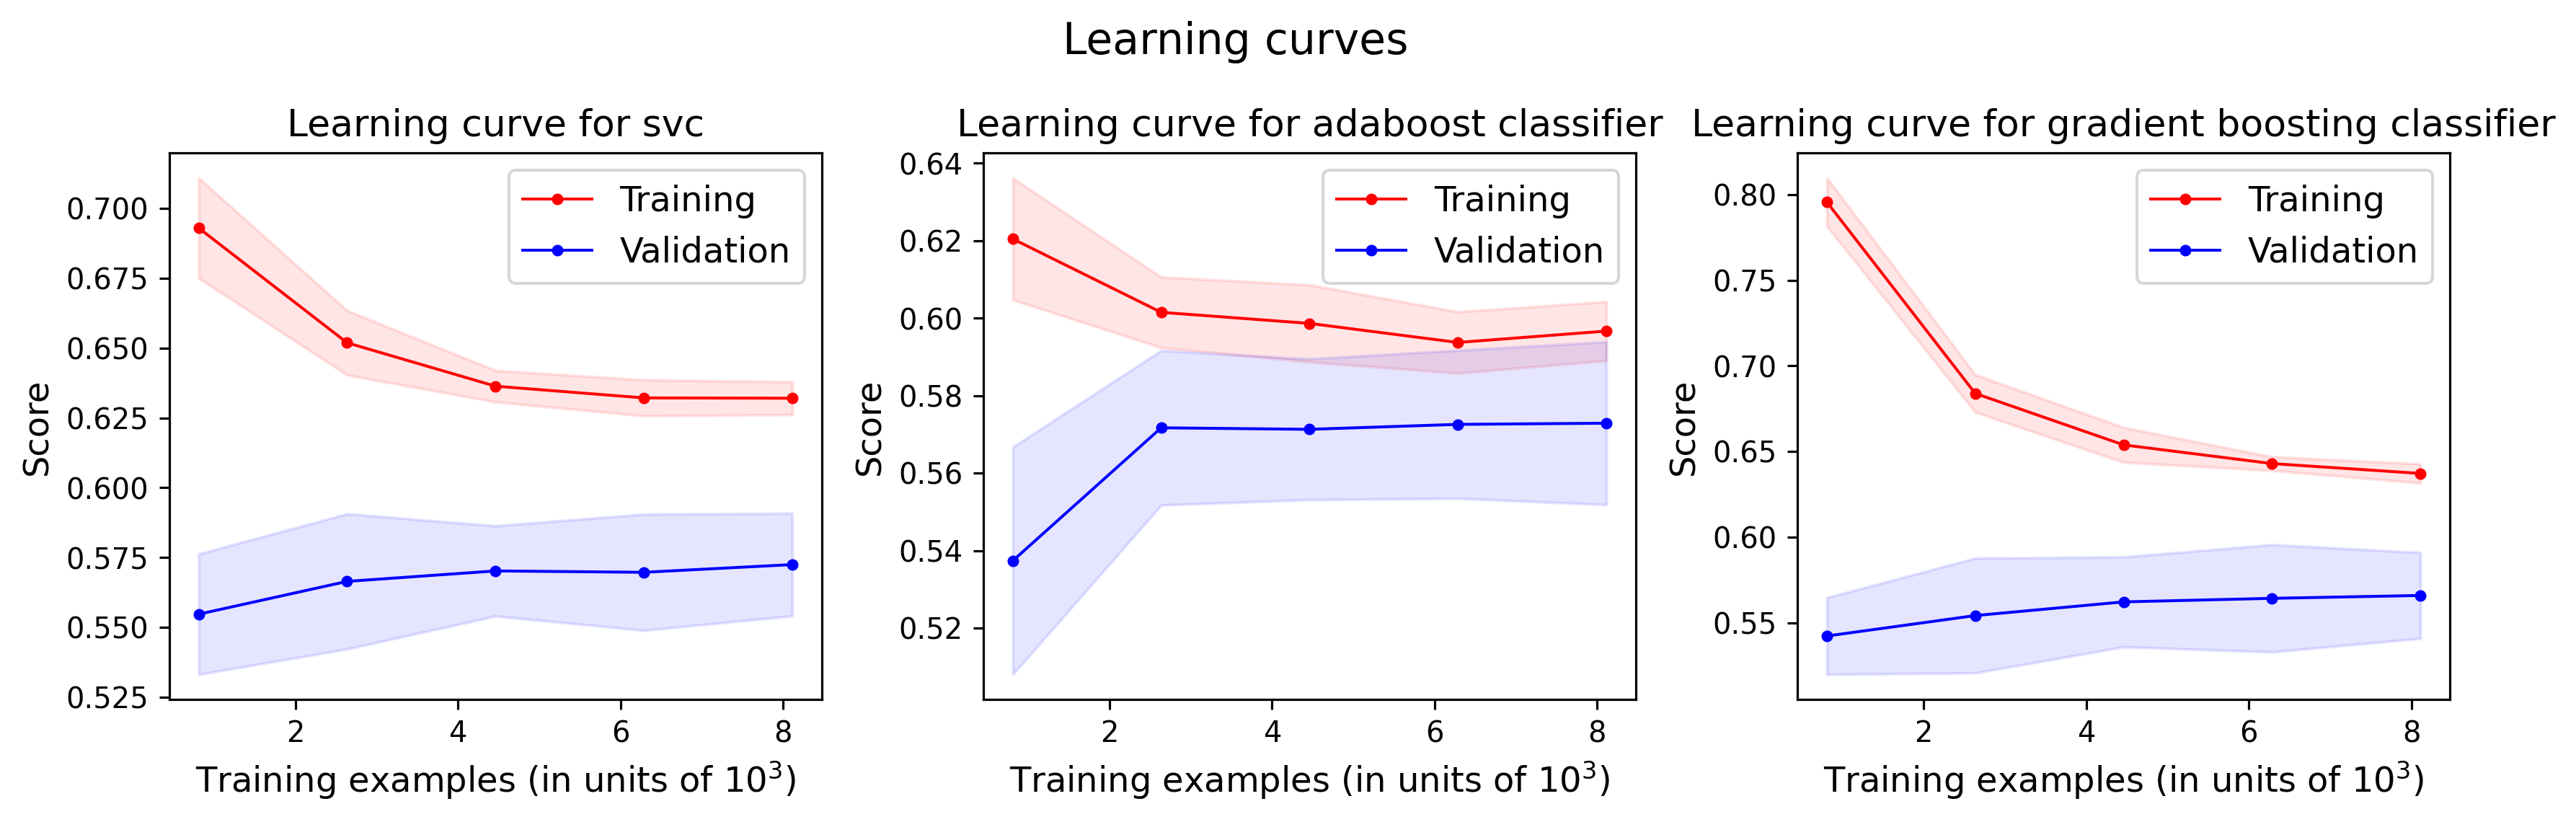 Learning curves
Learning curve for svc
0.700
0.675
0.650
0.625
0.600
0.575
0.550
0.525
Score
Training
Validation
2 4 6 8
Training examples (in units of 10³)
Learning curve for adaboost classifier
0.64
0.62
0.60
0.58
0.56
0.54
0.52
Score
Training
Validation
2 4 6 8
Training examples (in units of 10³)
Learning curve for gradient boosting classifier
0.80
0.75
0.70
0.65
0.60
0.55
Score
Training
Validation
2 4 6 8
Training examples (in units of 10³)